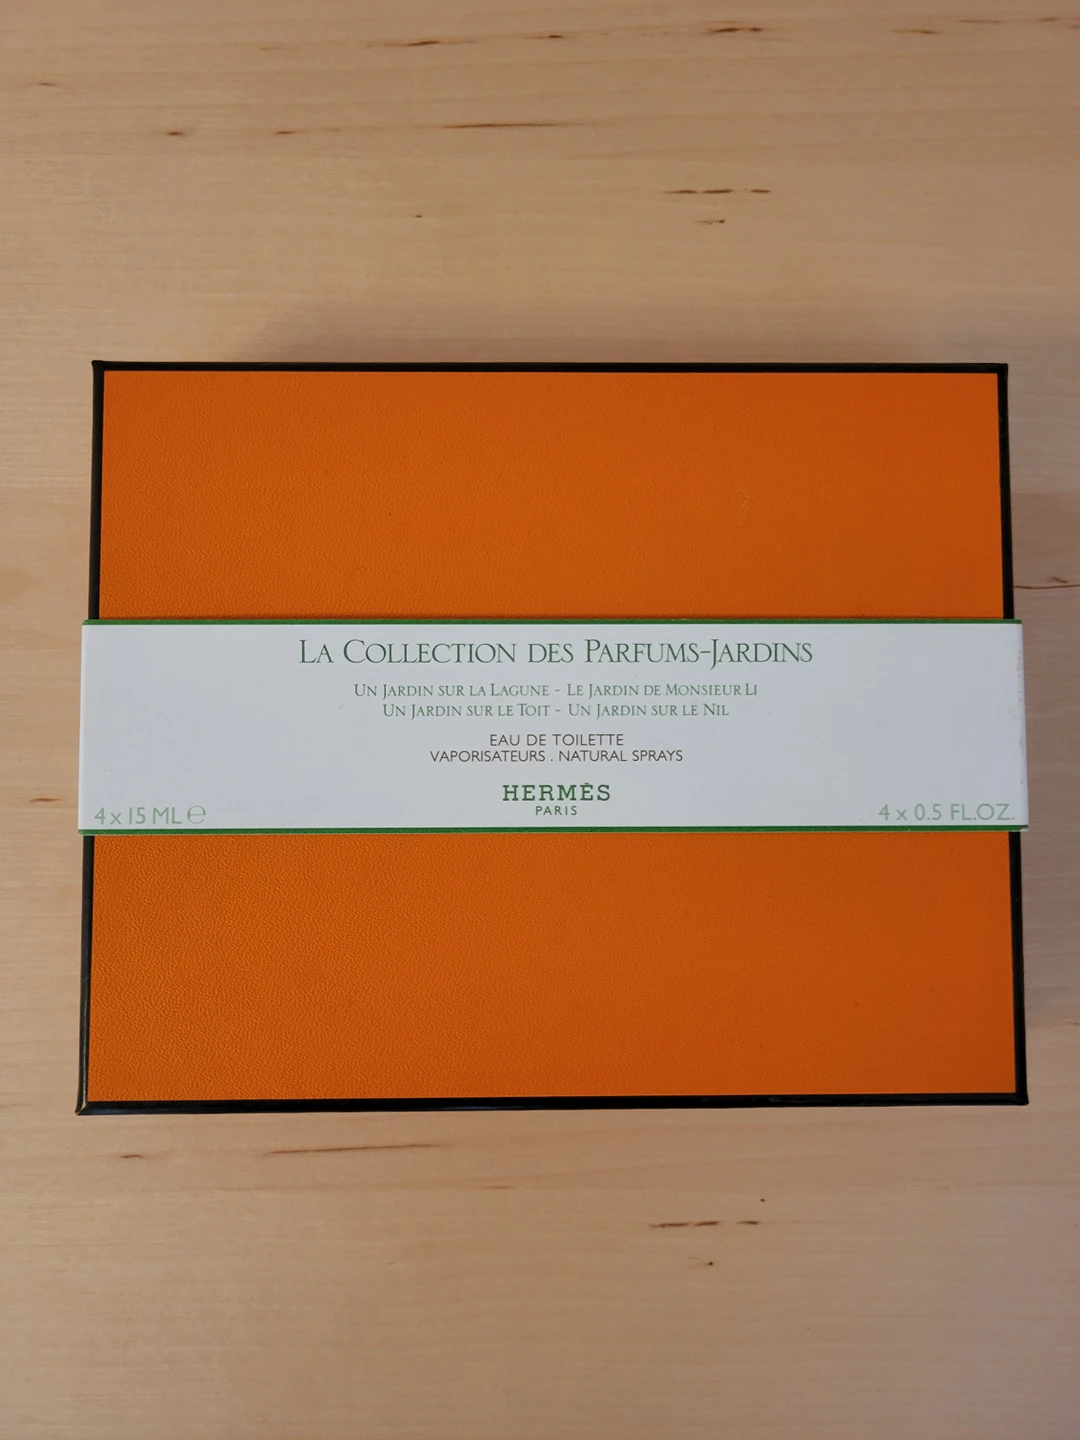 LA COLLECTION DES PARFUMS-JARDINS
UN JARDIN SUR LA LAGUNE - LE JARDIN DE MONSIEUR LI
UN JARDIN SUR LE TOIT - UN JARDIN SUR LE NIL
EAU DE TOILETTE
VAPORISATEURS . NATURAL SPRAYS
HERMÈS
PARIS
4 x 15 ML ℮
4 x 0.5 FL.OZ.